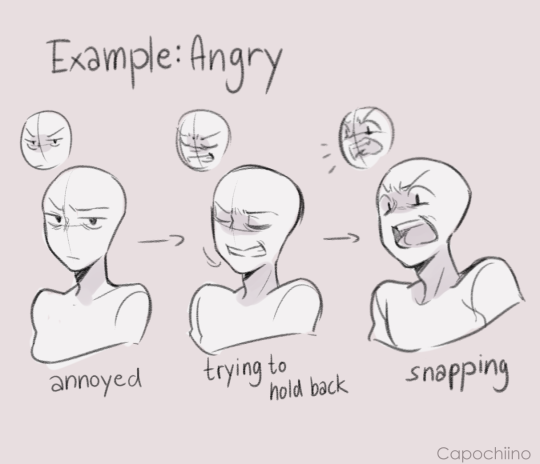 Example: Angry
annoyed
trying to
hold back
snapping
Capochiino